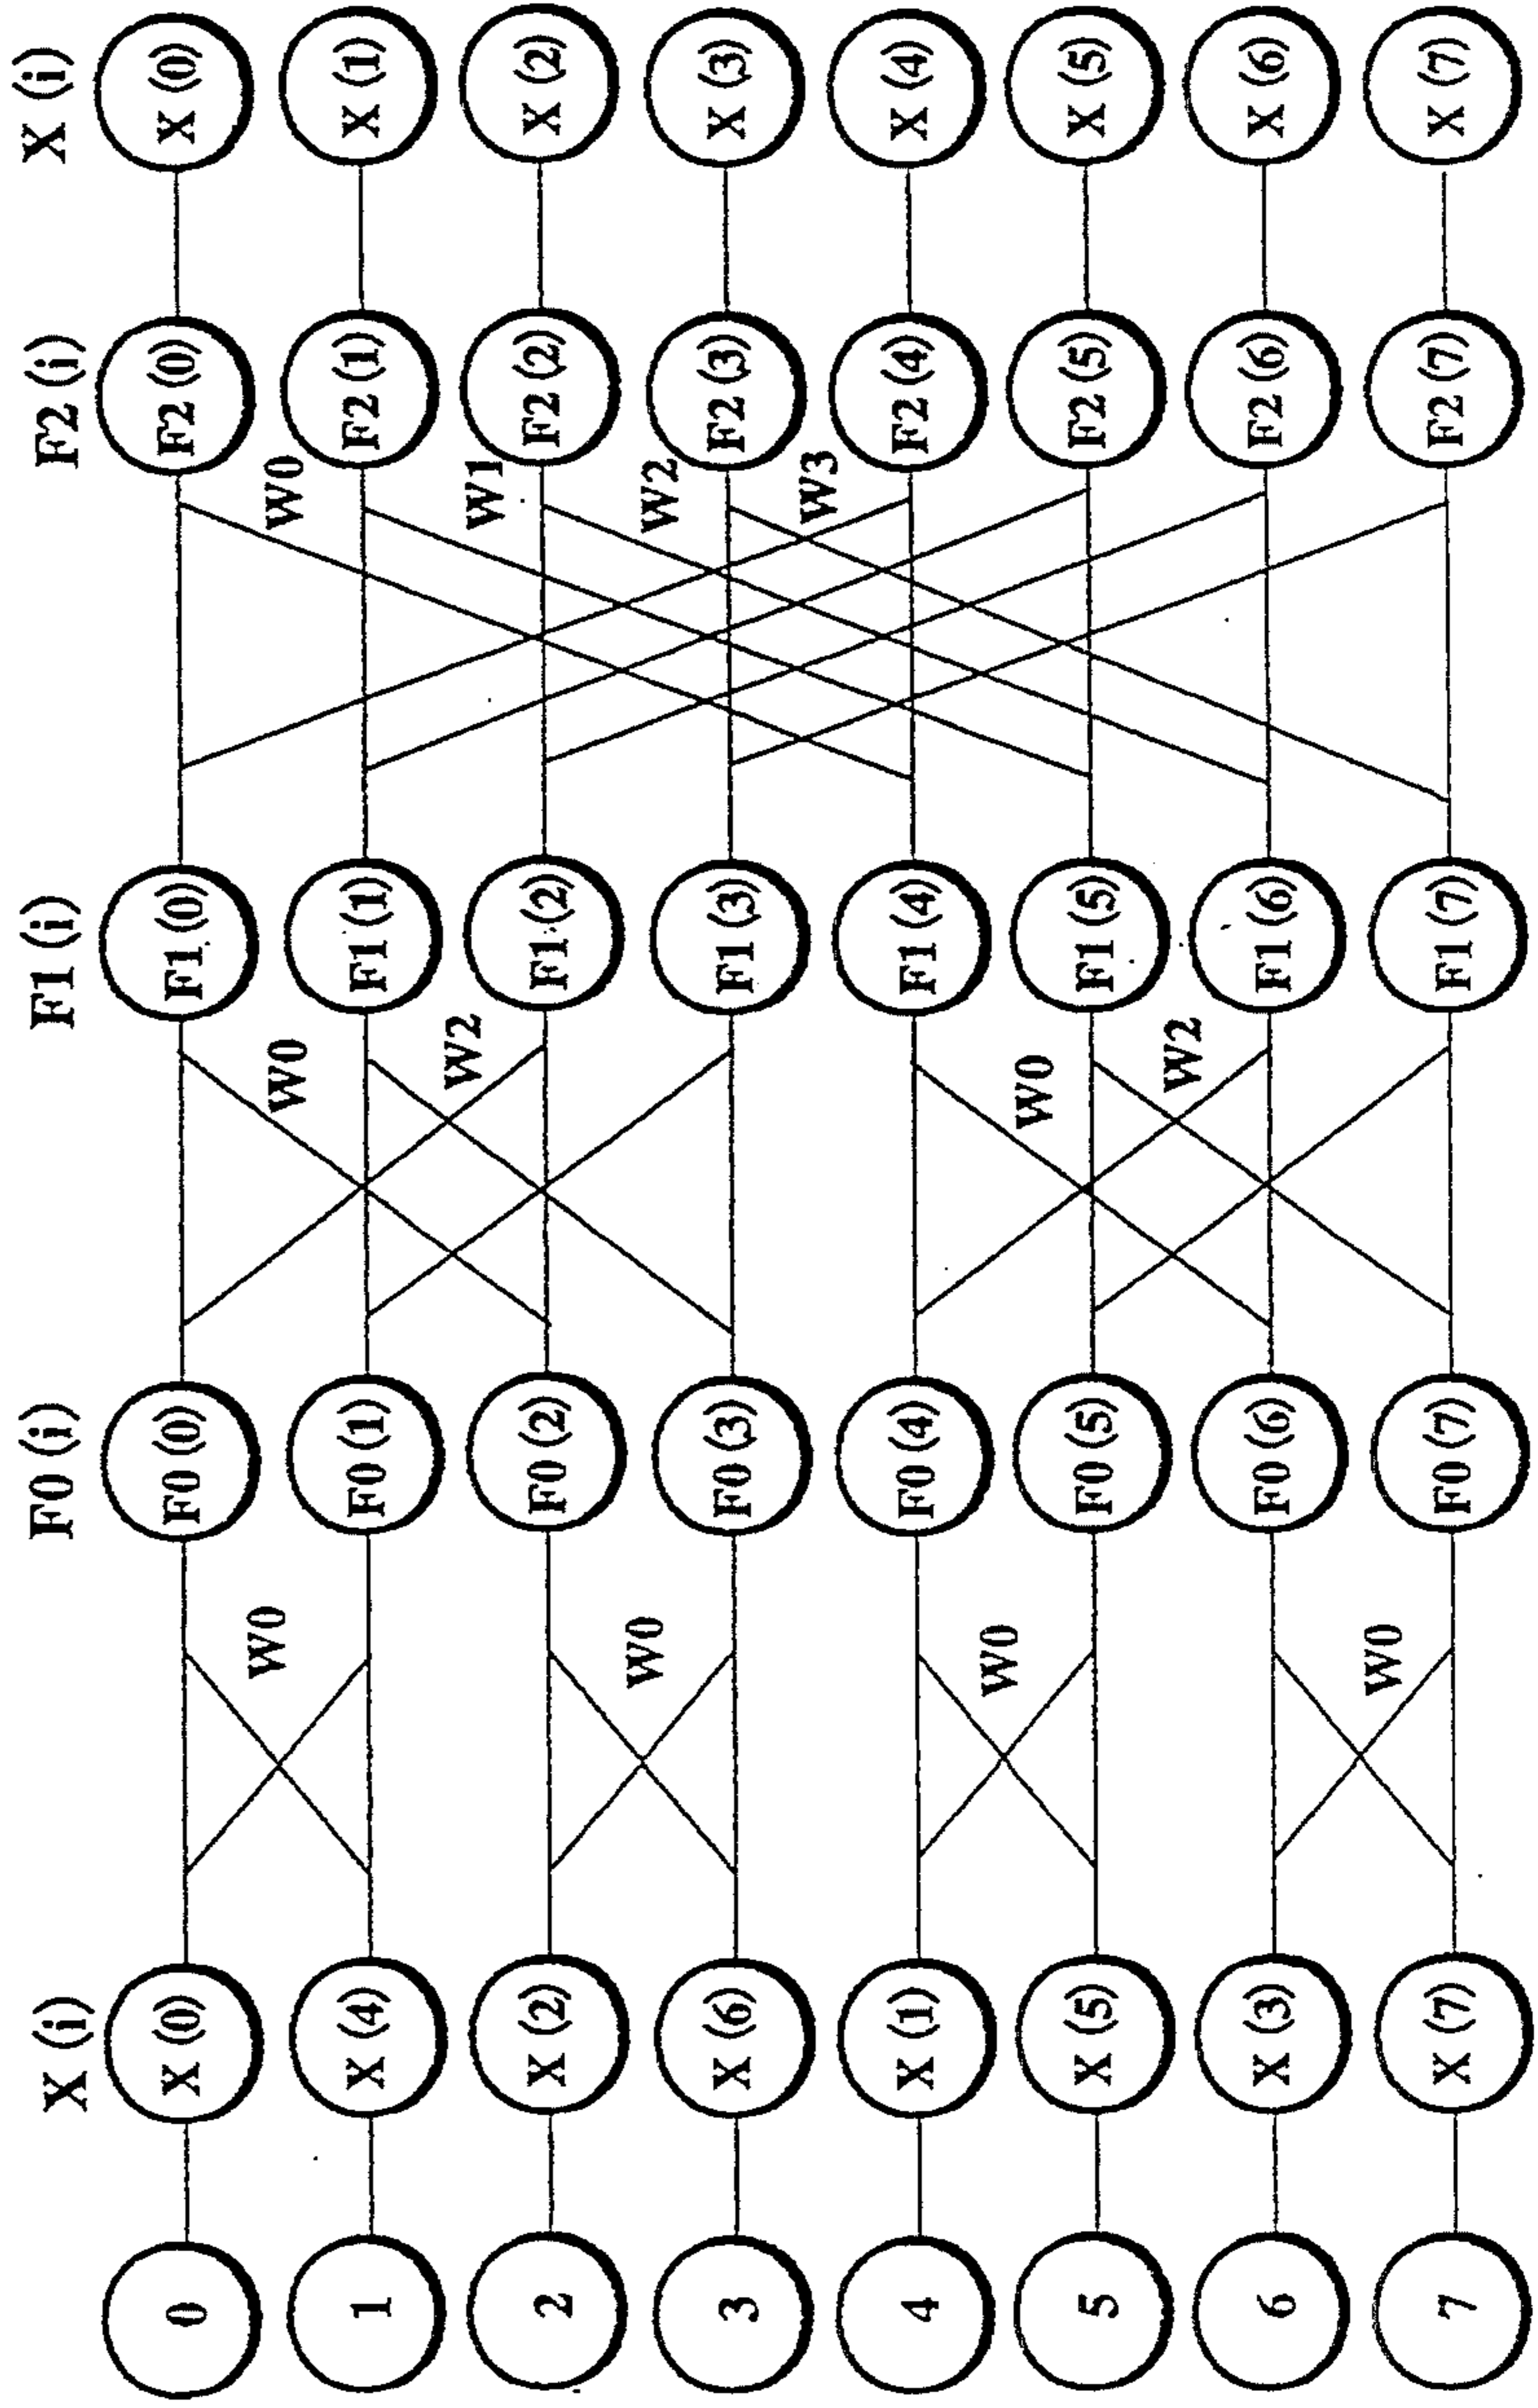 X (i) F0 (i) F1 (i) F2 (i) X (i)
0 X (0) F0 (0) F1 (0) F2 (0) X (0)
W0 W0 W0
1 X (4) F0 (1) F1 (1) F2 (1) X (1)
W2 W1
2 X (2) F0 (2) F1 (2) F2 (2) X (2)
W0 W2
3 X (6) F0 (3) F1 (3) F2 (3) X (3)
W3
4 X (1) F0 (4) F1 (4) F2 (4) X (4)
W0 W0
5 X (5) F0 (5) F1 (5) F2 (5) X (5)
W2
6 X (3) F0 (6) F1 (6) F2 (6) X (6)
W0
7 X (7) F0 (7) F1 (7) F2 (7) X (7)